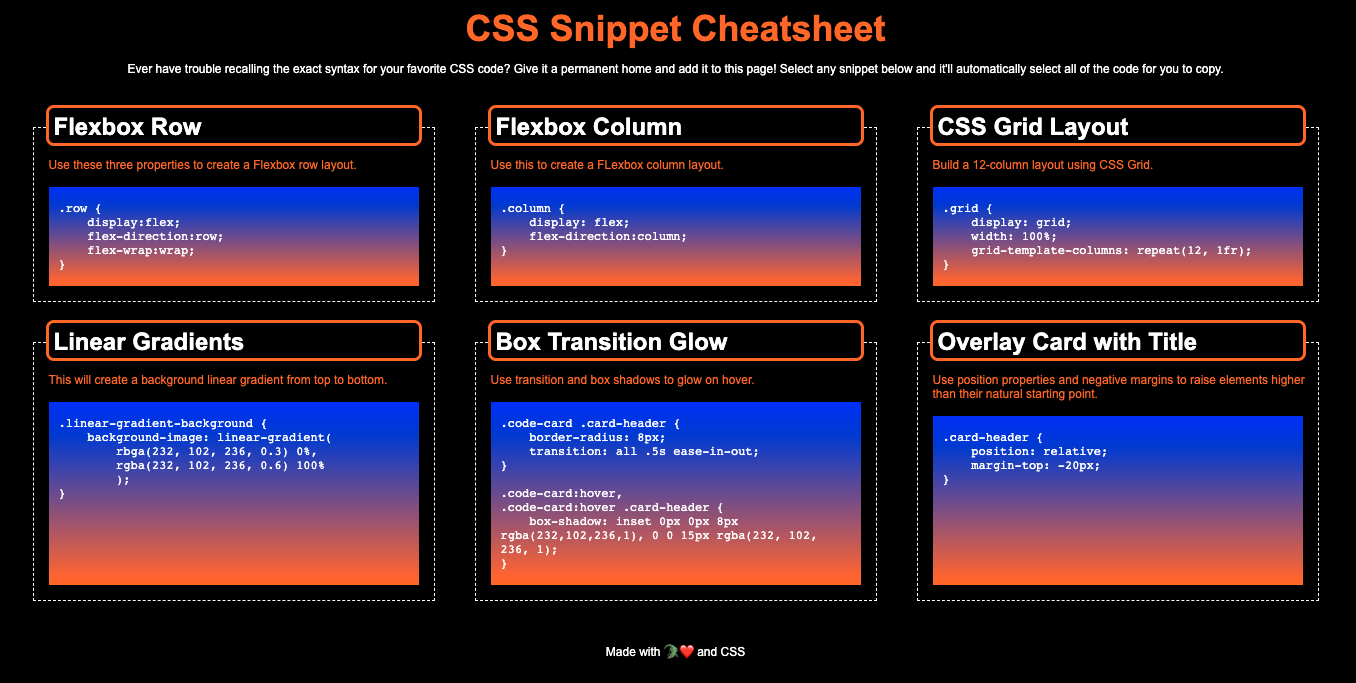 CSS Snippet Cheatsheet
Ever have trouble recalling the exact syntax for your favorite CSS code? Give it a permanent home and add it to this page! Select any snippet below and it'll automatically select all of the code for you to copy.
Flexbox Row
Use these three properties to create a Flexbox row layout.
.row {
    display:flex;
    flex-direction:row;
    flex-wrap:wrap;
}
Flexbox Column
Use this to create a FLexbox column layout.
.column {
    display: flex;
    flex-direction:column;
}
CSS Grid Layout
Build a 12-column layout using CSS Grid.
.grid {
    display: grid;
    width: 100%;
    grid-template-columns: repeat(12, 1fr);
}
Linear Gradients
This will create a background linear gradient from top to bottom.
.linear-gradient-background {
    background-image: linear-gradient(
        rbga(232, 102, 236, 0.3) 0%,
        rgba(232, 102, 236, 0.6) 100%
        );
}
Box Transition Glow
Use transition and box shadows to glow on hover.
.code-card .card-header {
    border-radius: 8px;
    transition: all .5s ease-in-out;
}
.code-card:hover,
.code-card:hover .card-header {
    box-shadow: inset 0px 0px 8px
rgba(232,102,236,1), 0 0 15px rgba(232, 102,
236, 1);
}
Overlay Card with Title
Use position properties and negative margins to raise elements higher
than their natural starting point.
.card-header {
    position: relative;
    margin-top: -20px;
}
Made with 🐊❤️ and CSS